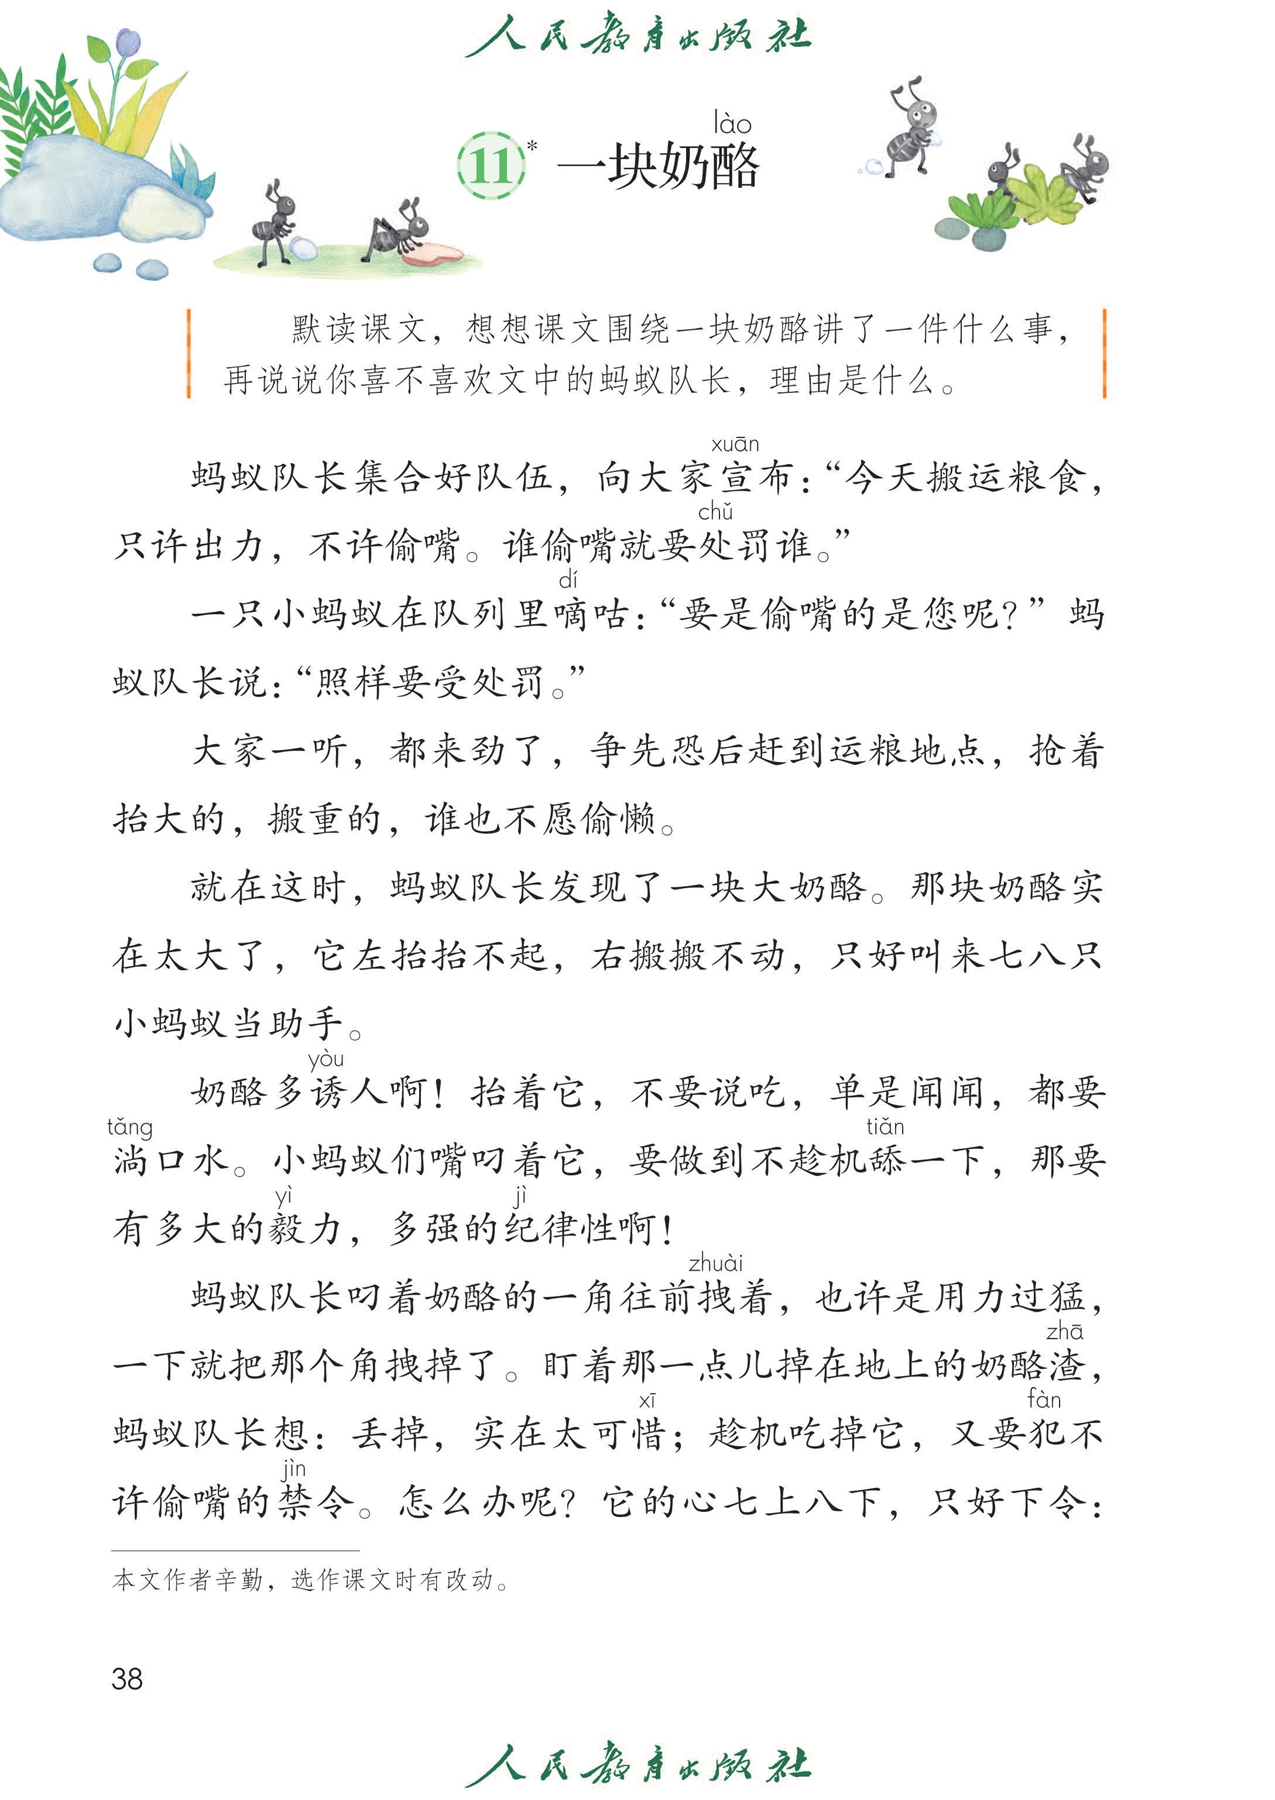 人民教育出版社
lào
11* 一块奶酪
默读课文，想想课文围绕一块奶酪讲了一件什么事，
再说说你喜不喜欢文中的蚂蚁队长，理由是什么。
xuān
蚂蚁队长集合好队伍，向大家宣布：“今天搬运粮食，
chǔ
只许出力，不许偷嘴。谁偷嘴就要处罚谁。”
dí
一只小蚂蚁在队列里嘀咕：“要是偷嘴的是您呢？”蚂
蚁队长说：“照样要受处罚。”
大家一听，都来劲了，争先恐后赶到运粮地点，抢着
抬大的，搬重的，谁也不愿偷懒。
就在这时，蚂蚁队长发现了一块大奶酪。那块奶酪实
在太大了，它左抬抬不起，右搬搬不动，只好叫来七八只
小蚂蚁当助手。
yòu
奶酪多诱人啊！抬着它，不要说吃，单是闻闻，都要
tǎng tiǎn
淌口水。小蚂蚁们嘴叼着它，要做到不趁机舔一下，那要
yì jì
有多大的毅力，多强的纪律性啊！
zhuài
蚂蚁队长叼着奶酪的一角往前拽着，也许是用力过猛，
zhā
一下就把那个角拽掉了。盯着那一点儿掉在地上的奶酪渣，
xī fàn
蚂蚁队长想：丢掉，实在太可惜；趁机吃掉它，又要犯不
jìn
许偷嘴的禁令。怎么办呢？它的心七上八下，只好下令：
本文作者辛勤，选作课文时有改动。
38
人民教育出版社